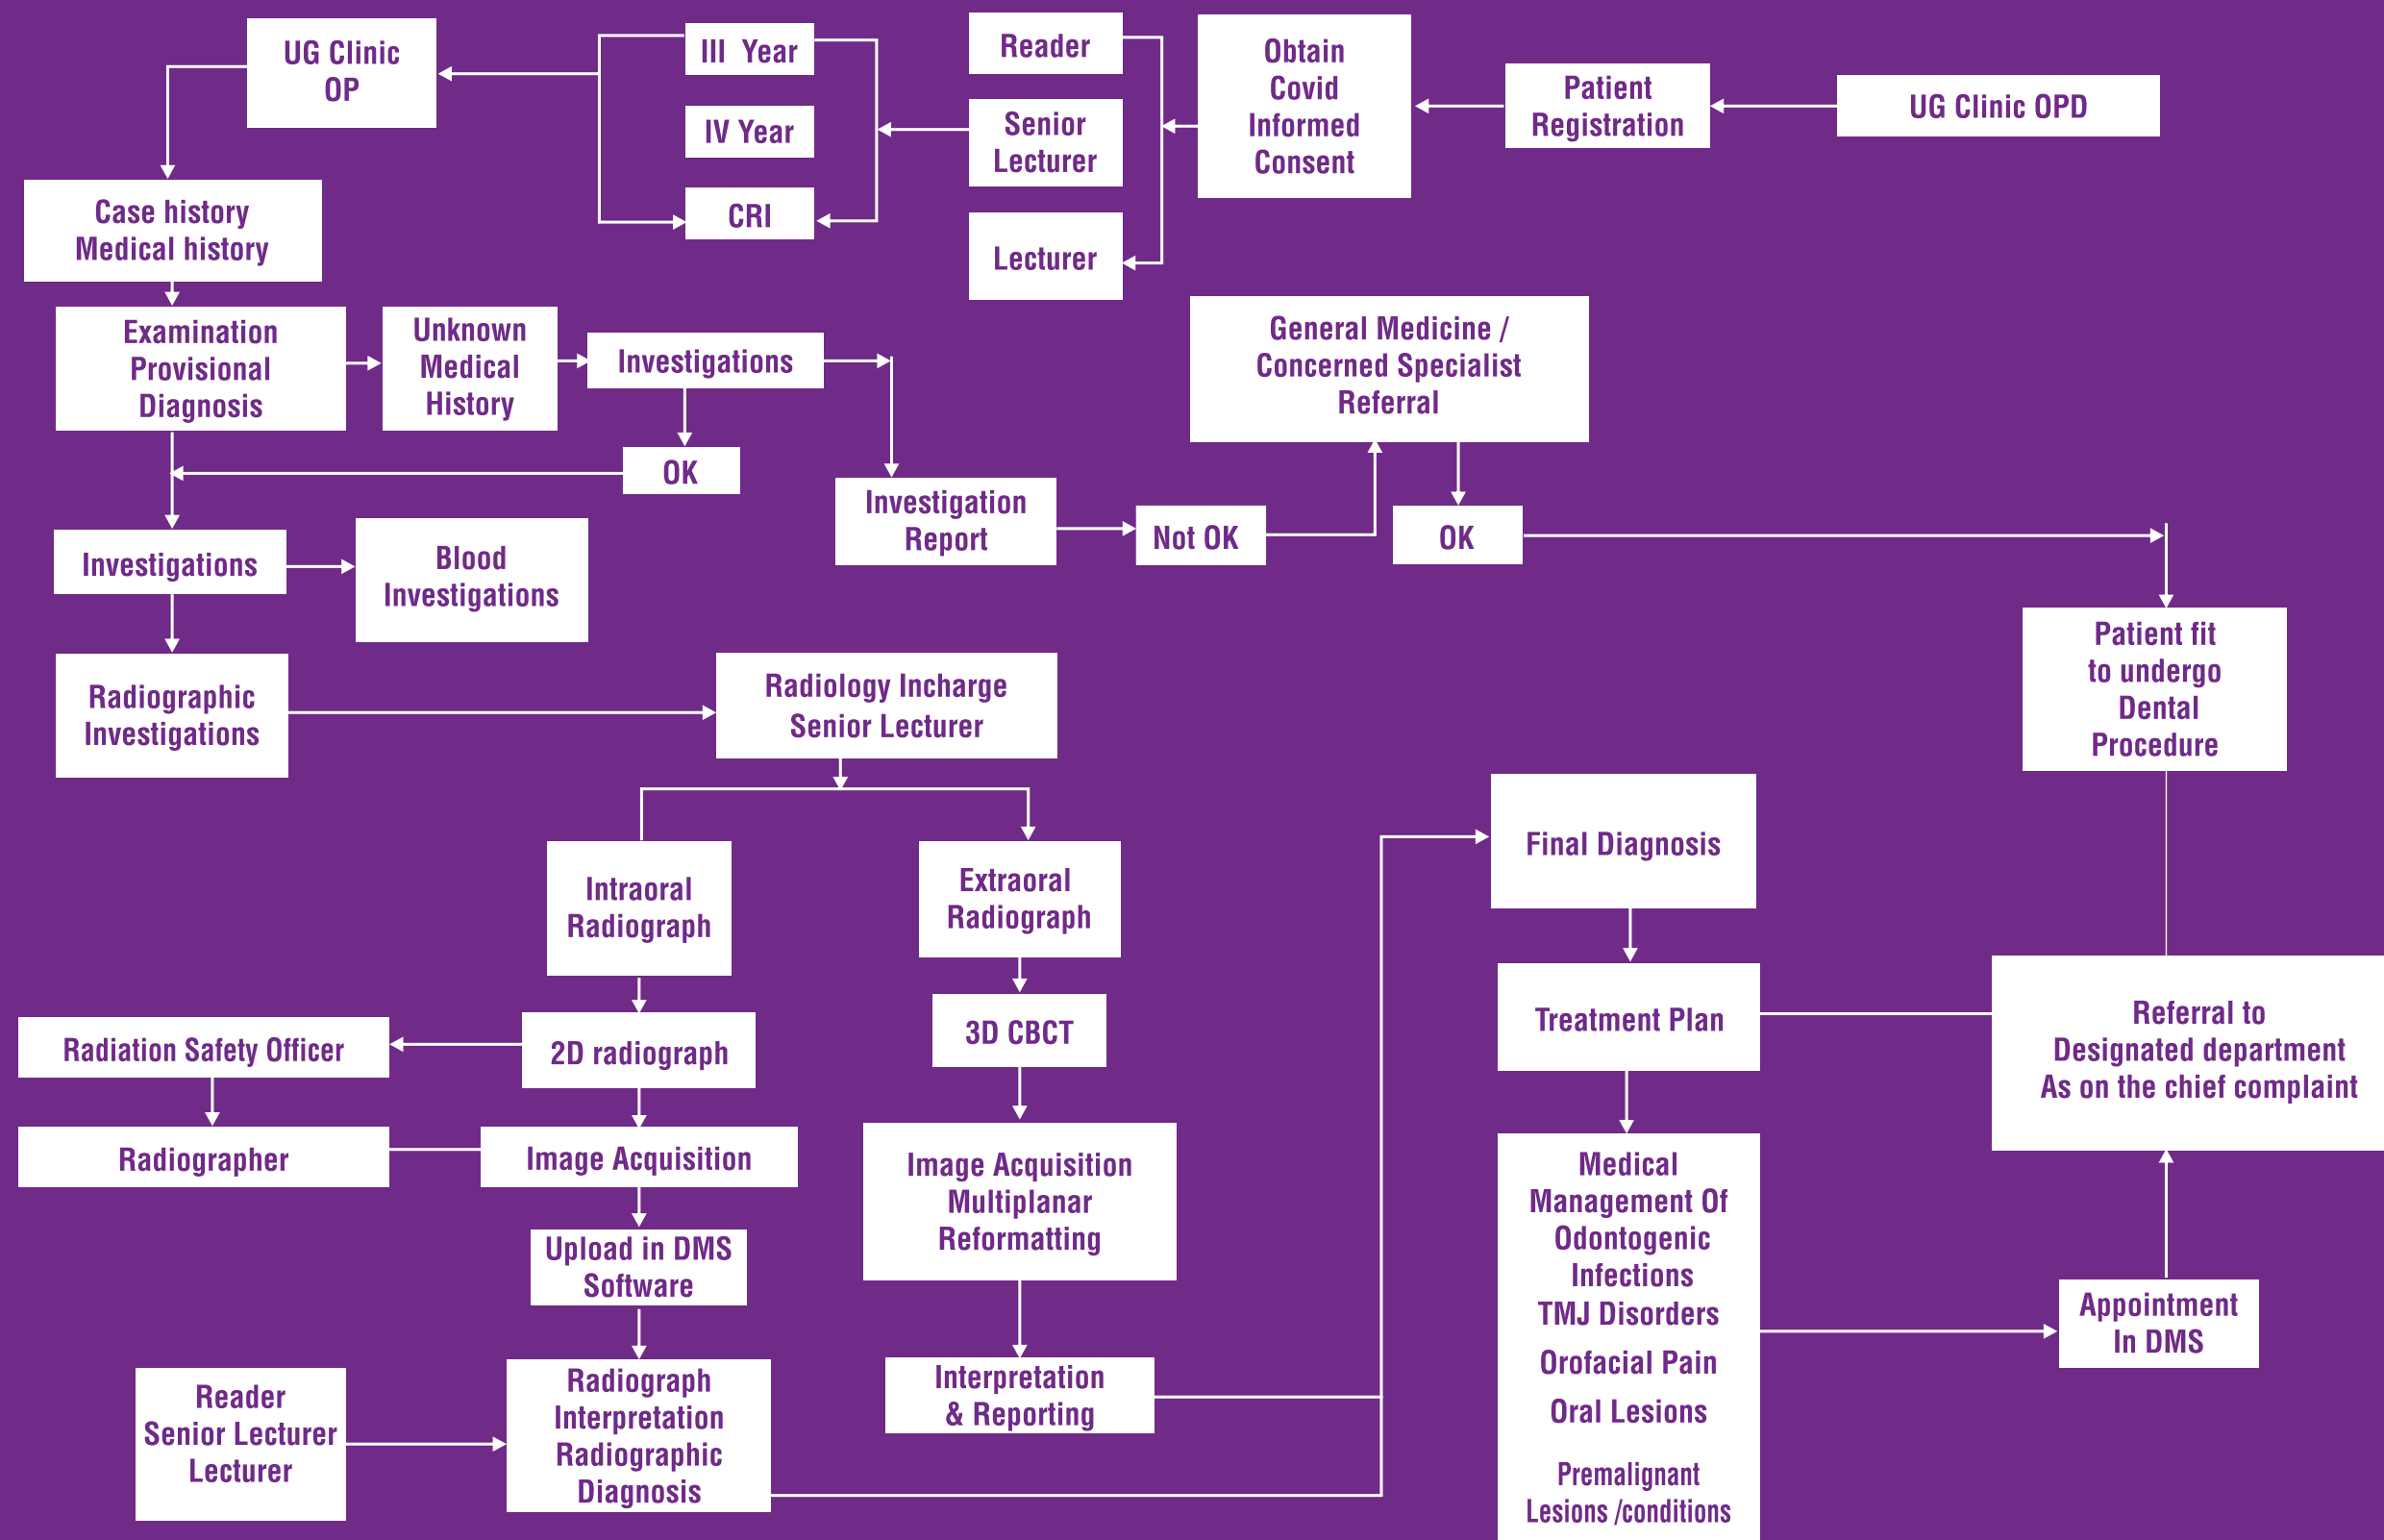 UG Clinic
OP
III Year
IV Year
CRI
Reader
Senior
Lecturer
Lecturer
Obtain
Covid
Informed
Consent
Patient
Registration
UG Clinic OPD
Case history
Medical history
Examination
Provisional
Diagnosis
Unknown
Medical
History
Investigations
OK
General Medicine /
Concerned Specialist
Referral
Investigation
Report
Not OK
OK
Investigations
Blood
Investigations
Patient fit
to undergo
Dental
Procedure
Radiographic
Investigations
Radiology Incharge
Senior Lecturer
Intraoral
Radiograph
Extraoral
Radiograph
Final Diagnosis
Radiation Safety Officer
2D radiograph
3D CBCT
Treatment Plan
Referral to
Designated department
As on the chief complaint
Radiographer
Image Acquisition
Image Acquisition
Multiplanar
Reformatting
Upload in DMS
Software
Medical
Management Of
Odontogenic
Infections
TMJ Disorders
Orofacial Pain
Oral Lesions
Premalignant
Lesions /conditions
Appointment
In DMS
Reader
Senior Lecturer
Lecturer
Radiograph
Interpretation
Radiographic
Diagnosis
Interpretation
& Reporting